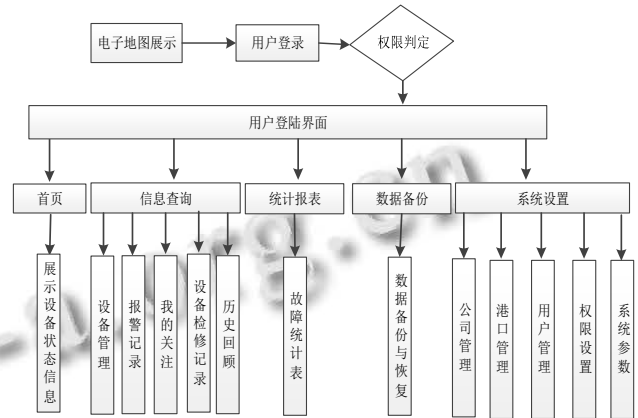 电子地图展示
用户登录
权限判定
用户登陆界面
首页
信息查询
统计报表
数据备份
系统设置
展示设备状态信息
设备管理
报警记录
我的关注
设备检修记录
历史回顾
故障统计表
数据备份与恢复
公司管理
港口管理
用户管理
权限设置
系统参数